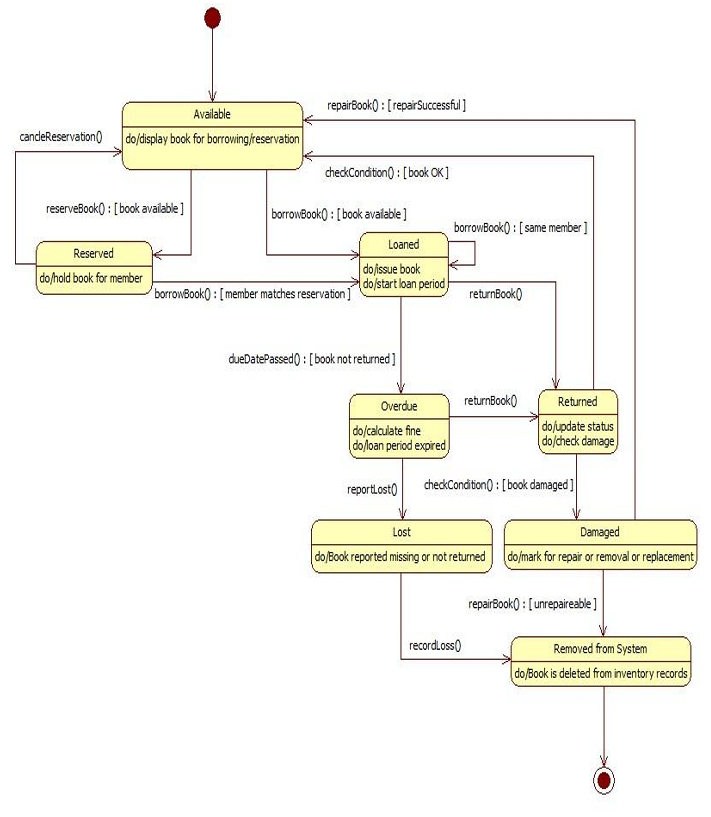 Available
do/display book for borrowing/reservation
repairBook() : [ repairSuccessful ]
cancleReservation()
checkCondition() : [ book OK ]
reserveBook() : [ book available ]
borrowBook() : [ book available ]
borrowBook() : [ same member ]
Reserved
do/hold book for member
Loaned
do/issue book
do/start loan period
borrowBook() : [ member matches reservation ]
returnBook()
dueDatePassed() : [ book not returned ]
Overdue
do/calculate fine
do/loan period expired
returnBook()
Returned
do/update status
do/check damage
reportLost()
checkCondition() : [ book damaged ]
Lost
do/Book reported missing or not returned
Damaged
do/mark for repair or removal or replacement
repairBook() : [ unrepaireable ]
recordLoss()
Removed from System
do/Book is deleted from inventory records